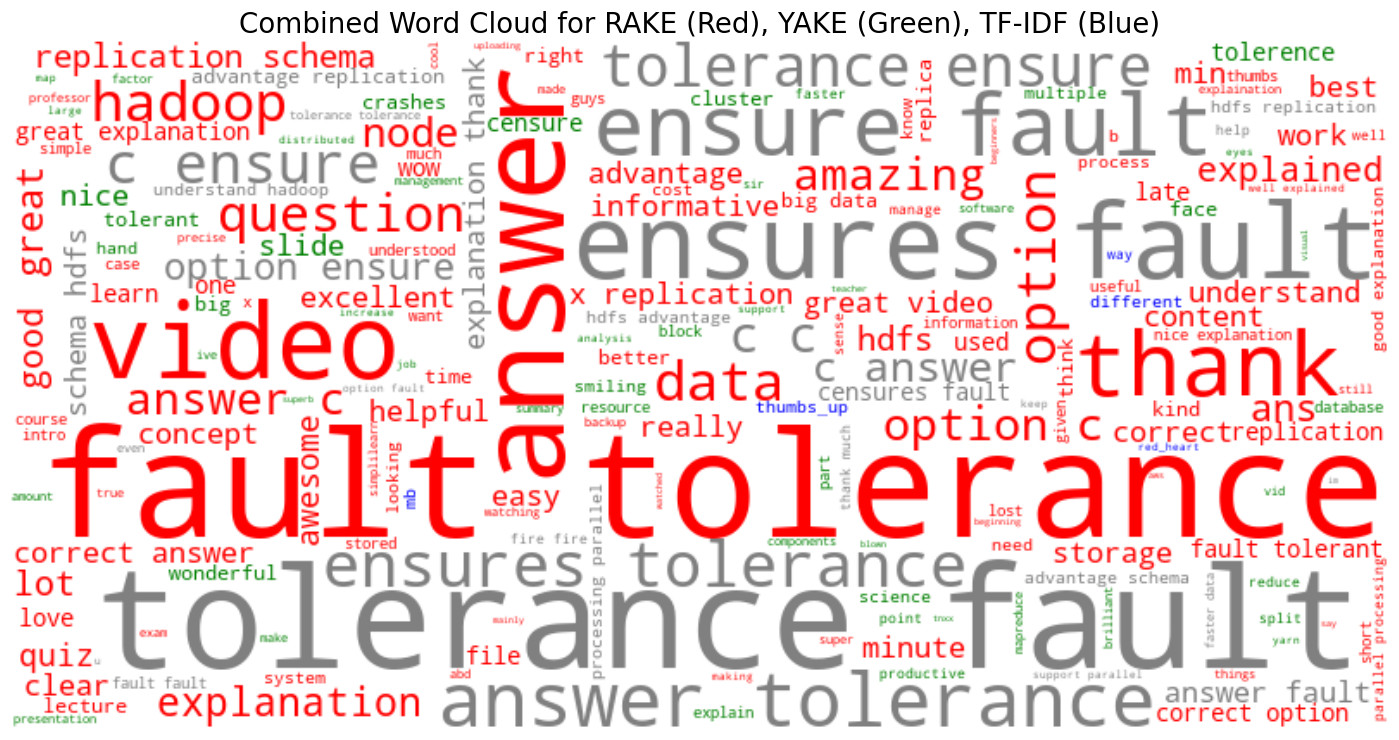 Combined Word Cloud for RAKE (Red), YAKE (Green), TF-IDF (Blue)
replication schema
cool
uploading
right
tolerance ensure
tolerence
map
factor
advantage replication
made
guys
min
thumbs
explaination
best
professor
large
hadoop
tolerance tolerance
crashes
explanation thank
answer
cluster
faster
know
replica
multiple
hdfs replication
great explanation
distributed
node
censure
ensure fault
beginners
b
help
work
well
simple
c ensure
much
wow
management
advantage
cost
sir
amazing
process
eyes
explained
well explained
good great
nice
understand hadoop
informative
big data
manage
software
option
late
tolerant
question
face
fault
hand
precise
slide
understood
ensures
way
visual
good explanation
case
schema hdfs
option ensure
learn
one
big
x
excellent
increase
want
x replication
teacher
support
great video
useful
different
understand
video
hdfs advantage
block
analysis
c c
sense
hdfs
information
used
content
nice explanation
thank
ive
job
better
c answer
think
option fault
time
smiling
data
censures fault
still
answer c
superb
helpful
summary
resource
backup
thumbs_up
keep
given
kind
ans
database
course
intro
concept
awesome
simplilearn
looking
really
option c
correct
replication
even
red_heart
fault tolerance
amount
true
mb
easy
watching
watched
part
thank much
aws
vid
im
lost
beginning
correct answer
stored
fire fire
processing parallel
components
blown
need
storage
fault tolerant
lot
wonderful
ensures tolerance
advantage schema
faster data
reduce
love
tolerance fault
science
point
trxx
mapreduce
brilliant
split
yarn
say
short
parallel processing
exam
make
mainly
super
minute
quiz
u
file
clear
fault fault
system
abd
making
productive
support parallel
things
answer fault
lecture
presentation
explanation
answer tolerance
explain
correct option